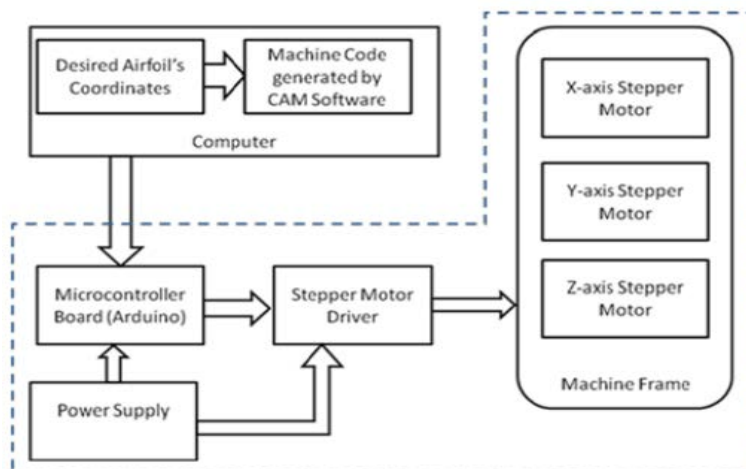 Desired Airfoil's
Coordinates
Machine Code
generated by
CAM Software
Computer
X-axis Stepper
Motor
Y-axis Stepper
Motor
Z-axis Stepper
Motor
Machine Frame
Microcontroller
Board (Arduino)
Stepper Motor
Driver
Power Supply